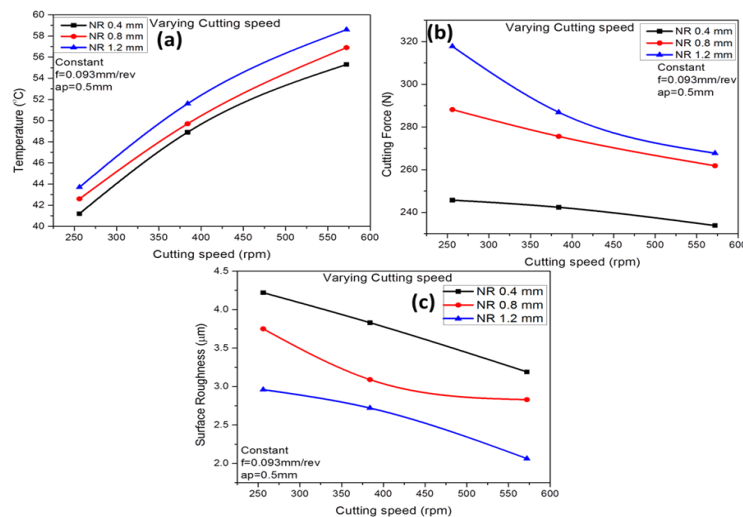 Varying Cutting speed
NR 0.4 mm
NR 0.8 mm
NR 1.2 mm
(a)
Constant
f=0.093mm/rev
ap=0.5mm
Temperature (°C)
60
58
56
54
52
50
48
46
44
42
40
250 300 350 400 450 500 550 600
Cutting speed (rpm)
(b)
Varying Cutting speed
NR 0.4 mm
NR 0.8 mm
NR 1.2 mm
Constant
f=0.093mm/rev
ap=0.5mm
Cutting Force (N)
320
300
280
260
240
250 300 350 400 450 500 550 600
Cutting speed (rpm)
Varying Cutting speed
(c)
NR 0.4 mm
NR 0.8 mm
NR 1.2 mm
Surface Roughness (μm)
4.5
4.0
3.5
3.0
2.5
2.0
Constant
f=0.093mm/rev
ap=0.5mm
250 300 350 400 450 500 550 600
Cutting speed (rpm)